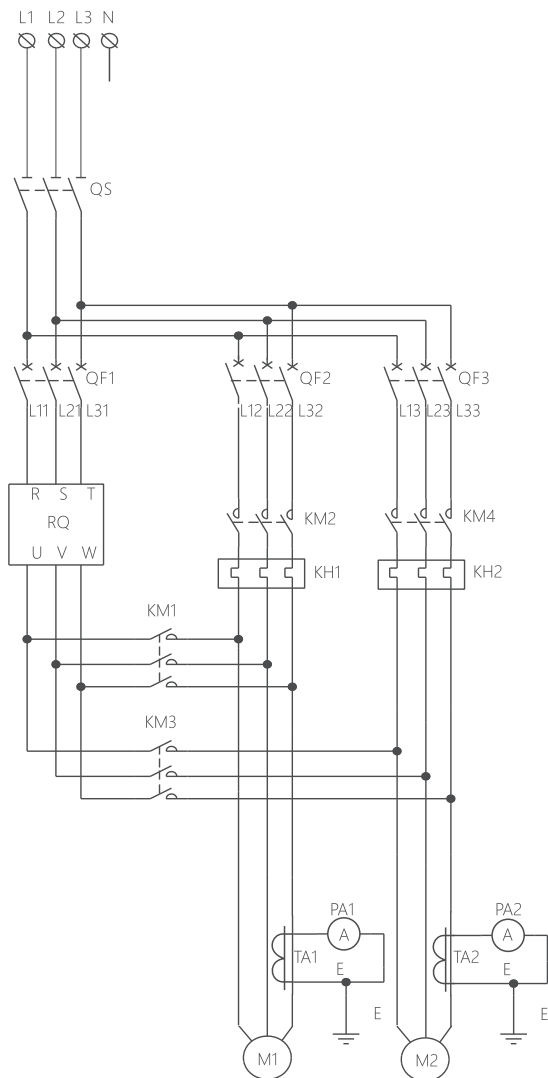 L1 L2 L3 N
QS
QF1 QF2 QF3
L11 L21 L31 L12 L22 L32 L13 L23 L33
R S T
RQ
U V W
KM2 KM4
KH1 KH2
KM1
KM3
PA1 PA2
A A
TA1 TA2
E E
E E
M1 M2